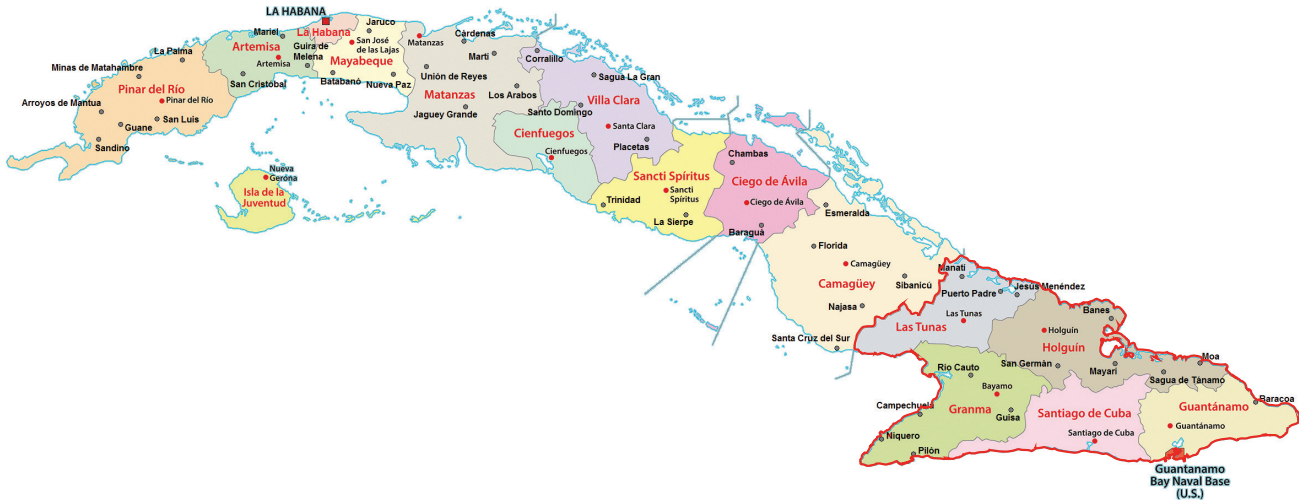 LA HABANA
Jaruco
Mariel
La Habana
Cárdenas
Artemisa
Güira de
Melena
San José
de las Lajas
Matanzas
La Palma
Artemisa
Mayabeque
Martí
Corralillo
Minas de Matahambre
San Cristóbal
Batabanó
Nueva Paz
Unión de Reyes
Sagua La Gran
Pinar del Río
Pinar del Río
Matanzas
Los Arabos
Villa Clara
Arroyos de Mantua
San Luis
Guane
Jaguey Grande
Santo Domingo
Santa Clara
Sandino
Cienfuegos
Cienfuegos
Placetas
Chambas
Nueva
Gerona
Isla de la
Juventud
Sancti Spíritus
Sancti
Spíritus
Ciego de Ávila
Ciego de Ávila
Trinidad
La Sierpe
Baraguá
Esmeralda
Florida
Camagüey
Camagüey
Sibanicú
Najasa
Santa Cruz del Sur
Manatí
Puerto Padre
Jesús Menéndez
Las Tunas
Las Tunas
Banes
Holguín
Holguín
San Germán
Mayarí
Moa
Sagua de Tánamo
Río Cauto
Bayamo
Granma
Guisa
Campechuela
Niquero
Pilón
Santiago de Cuba
Santiago de Cuba
Guantánamo
Guantánamo
Baracoa
Guantanamo
Bay Naval Base
(U.S.)